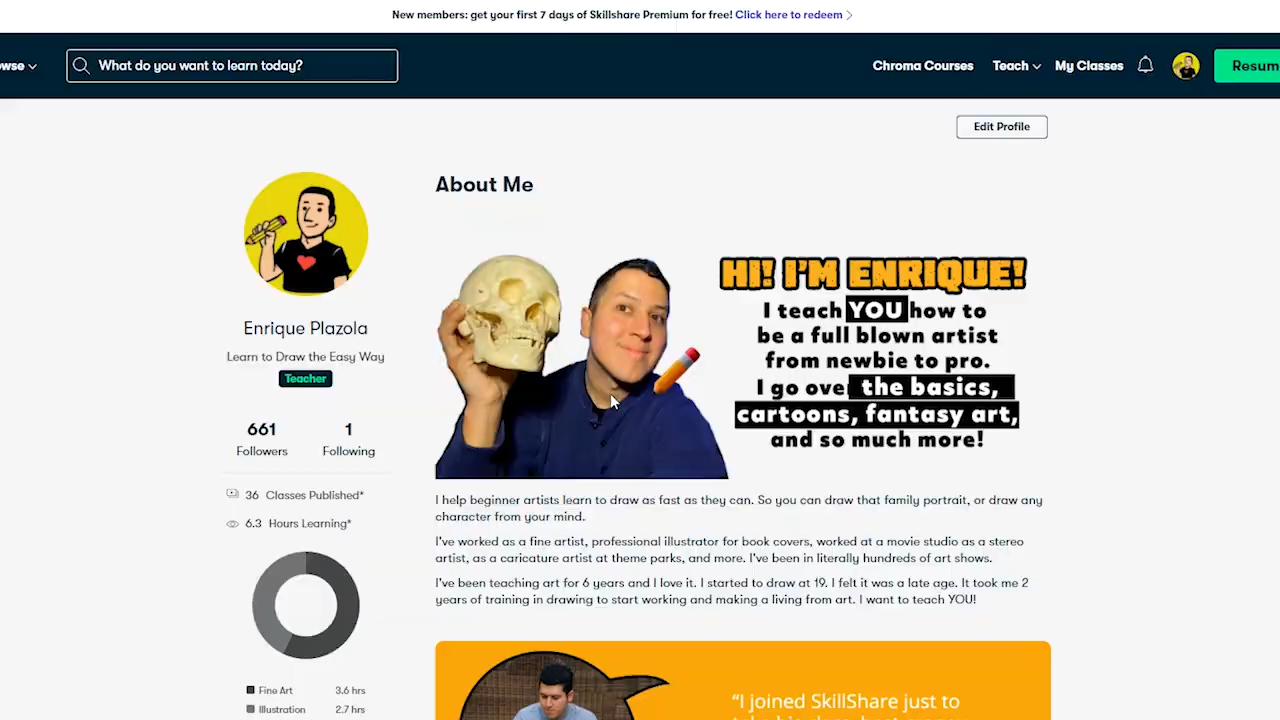 New members: get your first 7 days of Skillshare Premium for free! Click here to redeem
What do you want to learn today?
Chroma Courses
Teach
My Classes
Edit Profile
About Me
Enrique Plazola
Learn to Draw the Easy Way
Teacher
661
Followers
1
Following
36 Classes Published*
6.3 Hours Learning*
Fine Art 3.6 hrs
Illustration 2.7 hrs
HI! I'M ENRIQUE!
I teach YOU how to
be a full blown artist
from newbie to pro.
I go over the basics,
cartoons, fantasy art,
and so much more!
I help beginner artists learn to draw as fast as they can. So you can draw that family portrait, or draw any
character from your mind.
I've worked as a fine artist, professional illustrator for book covers, worked at a movie studio as a stereo
artist, as a caricature artist at theme parks, and more. I've been in literally hundreds of art shows.
I've been teaching art for 6 years and I love it. I started to draw at 19. I felt it was a late age. It took me 2
years of training in drawing to start working and making a living from art. I want to teach YOU!
“I joined SkillShare just to